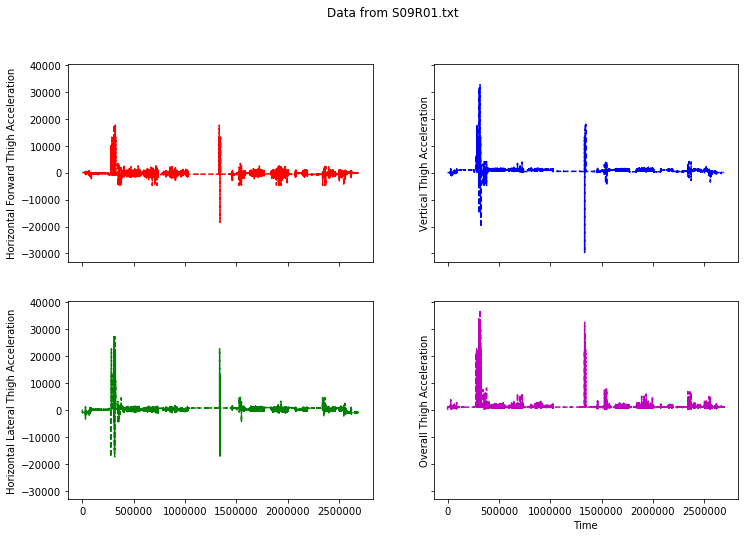 Data from S09R01.txt
Horizontal Forward Thigh Acceleration
40000
30000
20000
10000
0
−10000
−20000
−30000
Vertical Thigh Acceleration
Horizontal Lateral Thigh Acceleration
40000
30000
20000
10000
0
−10000
−20000
−30000
0 500000 1000000 1500000 2000000 2500000
Overall Thigh Acceleration
0 500000 1000000 1500000 2000000 2500000
Time